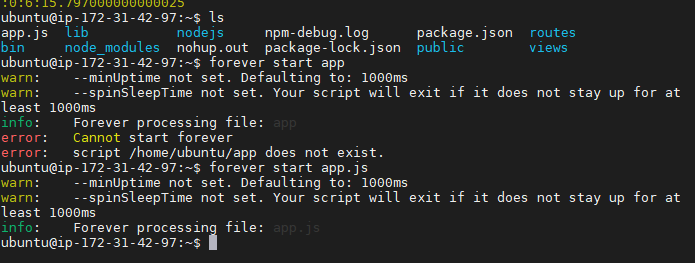 :0:6:15.797000000000025
ubuntu@ip-172-31-42-97:~$ ls
app.js  lib           nodejs     npm-debug.log      package.json  routes
bin     node_modules  nohup.out  package-lock.json  public        views
ubuntu@ip-172-31-42-97:~$ forever start app
warn:    --minUptime not set. Defaulting to: 1000ms
warn:    --spinSleepTime not set. Your script will exit if it does not stay up for at
least 1000ms
info:    Forever processing file: app
error:   Cannot start forever
error:   script /home/ubuntu/app does not exist.
ubuntu@ip-172-31-42-97:~$ forever start app.js
warn:    --minUptime not set. Defaulting to: 1000ms
warn:    --spinSleepTime not set. Your script will exit if it does not stay up for at
least 1000ms
info:    Forever processing file: app.js
ubuntu@ip-172-31-42-97:~$